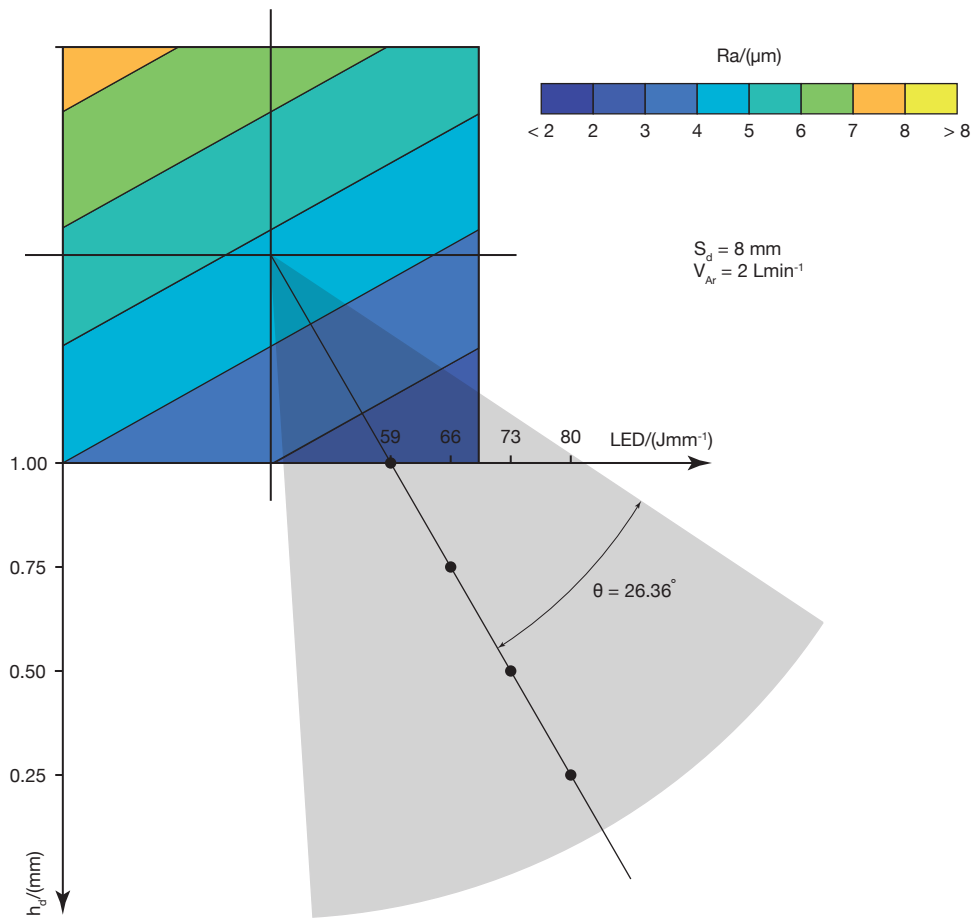 Ra/(μm)
< 2 2 3 4 5 6 7 8 > 8
S_d = 8 mm
V_Ar = 2 Lmin⁻¹
59 66 73 80 LED/(Jmm⁻¹)
1.00
0.75
θ = 26.36°
0.50
0.25
h_d/(mm)